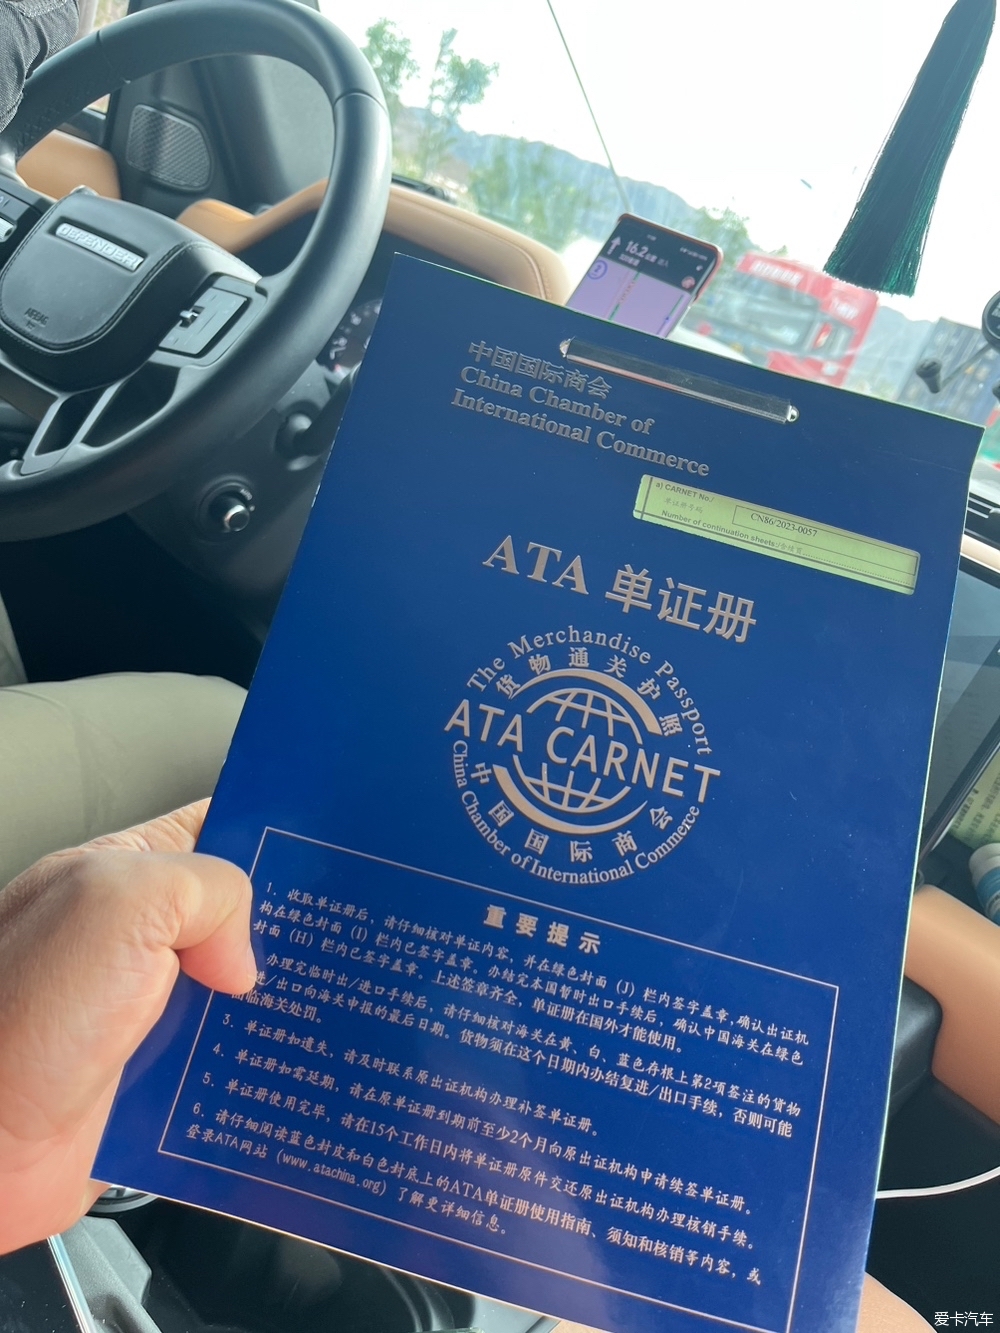 DEFENDER
16.2
中国国际商会
China Chamber of
International Commerce
a) CARNET No.
单证册号码
CN86/2023-0057
Number of continuation sheets:
ATA 单证册
The Merchandise Passport
货物通关护照
ATA CARNET
中国国际商会
China Chamber of International Commerce
重要提示
1. 收取单证册后，请仔细核对单证内容，并在绿色封面（J）栏内签字盖章，确认出证机
构在绿色封面（I）栏内已签字盖章。办结完本国暂时出口手续后，确认中国海关在绿色
封面（H）栏内已签字盖章。上述签章齐全，单证册在国外才能使用。
办理完临时出/进口手续后，请仔细核对海关在黄、白、蓝色存根上第2项签注的货物
进/出口向海关申报的最后日期。货物须在这个日期内办结复进/出口手续，否则可能
面临海关处罚。
3. 单证册如遗失，请及时联系原出证机构办理补签单证册。
4. 单证册如需延期，请在原单证册到期前至少2个月向原出证机构申请续签单证册。
5. 单证册使用完毕，请在15个工作日内将单证册原件交还原出证机构办理核销手续。
6. 请仔细阅读蓝色封皮和白色封底上的ATA单证册使用指南、须知和核销等内容，或
登录ATA网站（www.atachina.org）了解更详细信息。
爱卡汽车